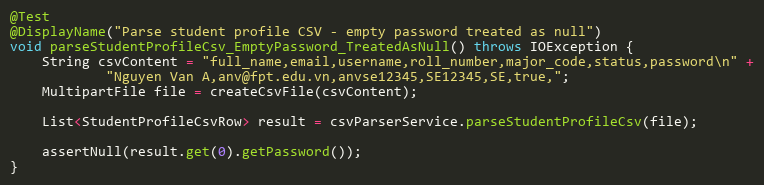 @Test
@DisplayName("Parse student profile CSV - empty password treated as null")
void parseStudentProfileCsv_EmptyPassword_TreatedAsNull() throws IOException {
    String csvContent = "full_name,email,username,roll_number,major_code,status,password\n" +
            "Nguyen Van A,anv@fpt.edu.vn,anvse12345,SE12345,SE,true,";
    MultipartFile file = createCsvFile(csvContent);
    List<StudentProfileCsvRow> result = csvParserService.parseStudentProfileCsv(file);
    assertNull(result.get(0).getPassword());
}